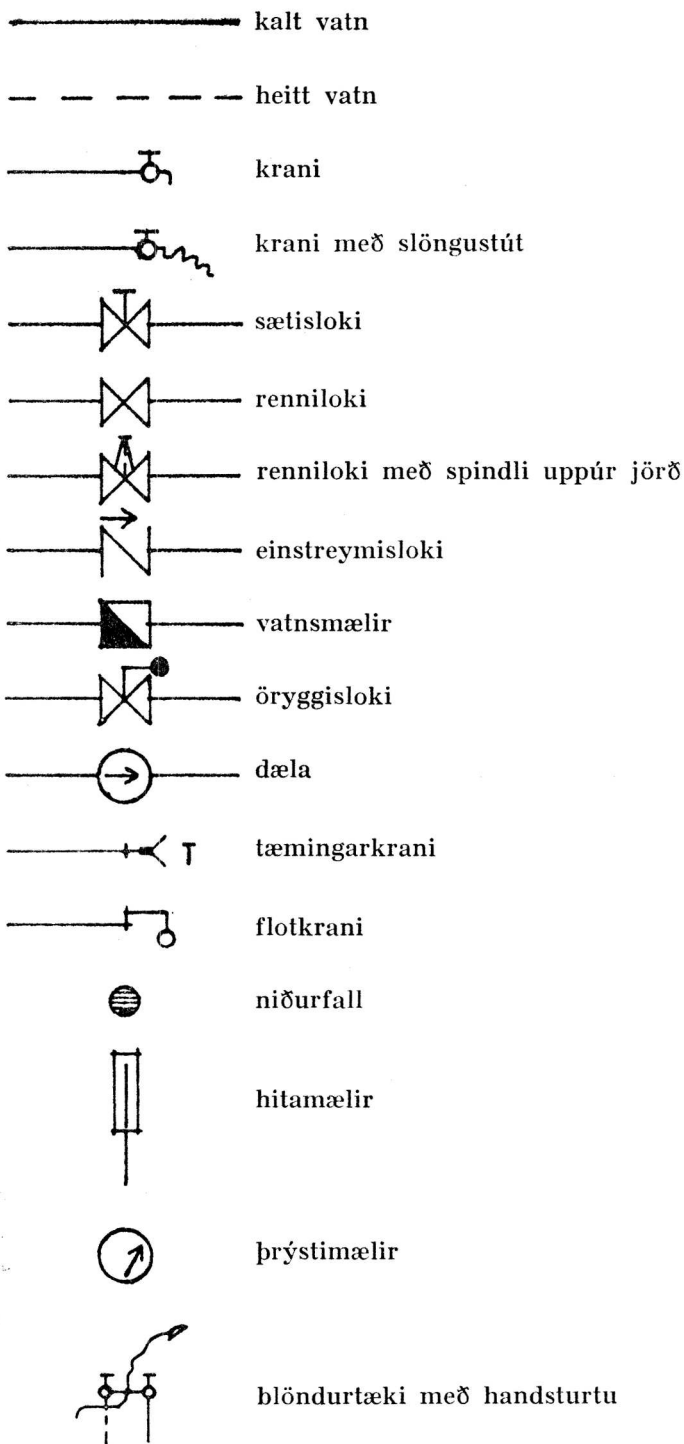 kalt vatn
heitt vatn
krani
krani með slöngustút
sætisloki
renniloki
renniloki með spindli uppúr jörð
einstreymisloki
vatnsmælir
öryggisloki
dæla
T tæmingarkrani
flotkrani
niðurfall
hitamælir
þrýstimælir
blöndurtæki með handsturtu